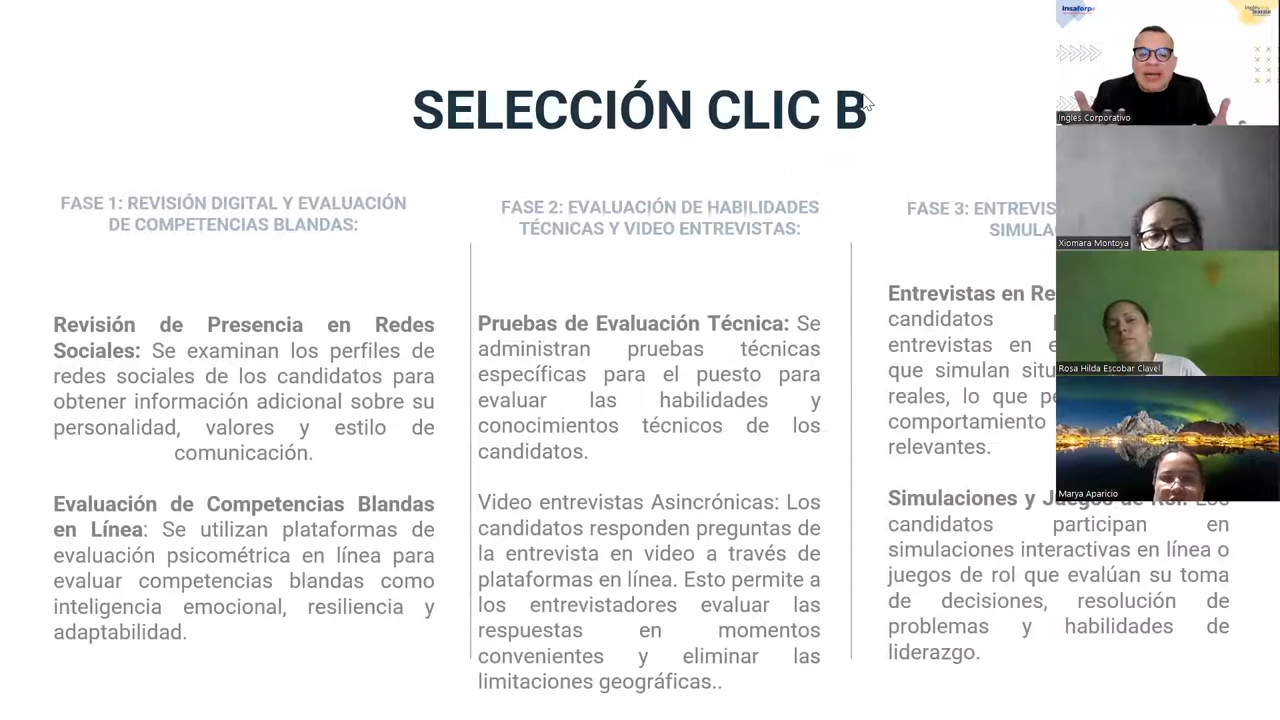 SELECCIÓN CLIC B
FASE 1: REVISIÓN DIGITAL Y EVALUACIÓN
DE COMPETENCIAS BLANDAS:
Revisión de Presencia en Redes
Sociales: Se examinan los perfiles de
redes sociales de los candidatos para
obtener información adicional sobre su
personalidad, valores y estilo de
comunicación.
Evaluación de Competencias Blandas
en Línea: Se utilizan plataformas de
evaluación psicométrica en línea para
evaluar competencias blandas como
inteligencia emocional, resiliencia y
adaptabilidad.
FASE 2: EVALUACIÓN DE HABILIDADES
TÉCNICAS Y VIDEO ENTREVISTAS:
Pruebas de Evaluación Técnica: Se
administran pruebas técnicas
específicas para el puesto para
evaluar las habilidades y
conocimientos técnicos de los
candidatos.
Video entrevistas Asincrónicas: Los
candidatos responden preguntas de
la entrevista en video a través de
plataformas en línea. Esto permite a
los entrevistadores evaluar las
respuestas en momentos
convenientes y eliminar las
limitaciones geográficas..
FASE 3:
Entrevistas en
candidatos
entrevistas en
que simulan
reales, lo que
comportamiento
relevantes.
Simulaciones y Juegos de Rol: Los
candidatos participan en
simulaciones interactivas en línea o
juegos de rol que evalúan su toma
de decisiones, resolución de
problemas y habilidades de
liderazgo.
insaforp
Ingles Corporativo
Xiomara Montoya
Rosa Hilda Escobar Clavel
Marya Aparicio